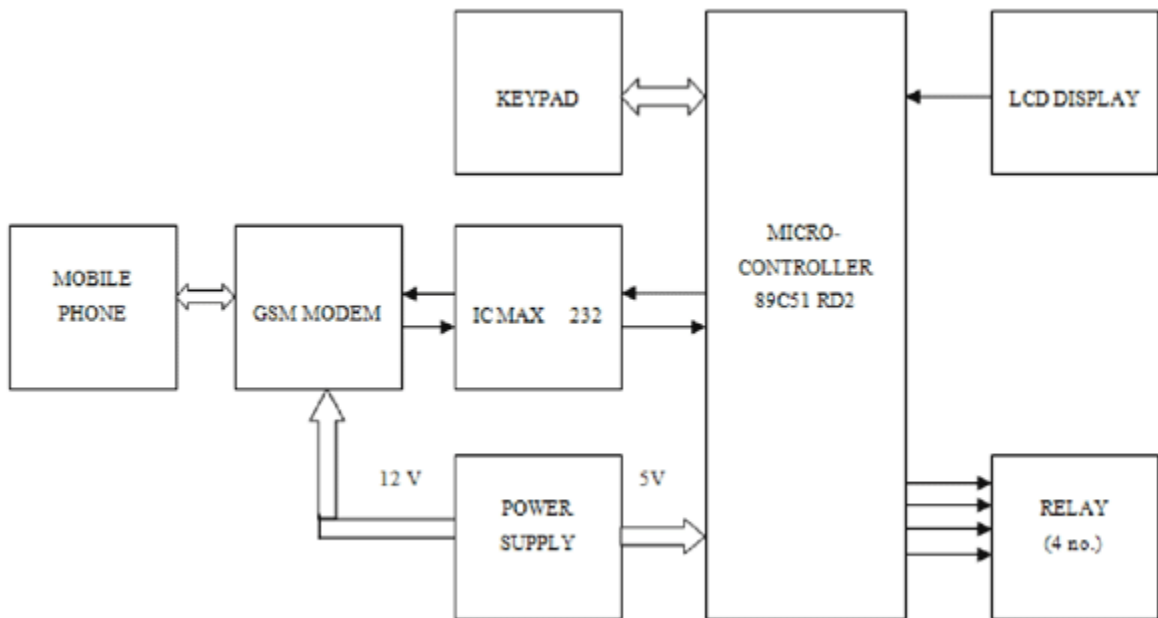 KEYPAD
LCD DISPLAY
MICRO-
CONTROLLER
89C51 RD2
MOBILE
PHONE
GSM MODEM
IC MAX 232
12 V
5V
POWER
SUPPLY
RELAY
(4 no.)